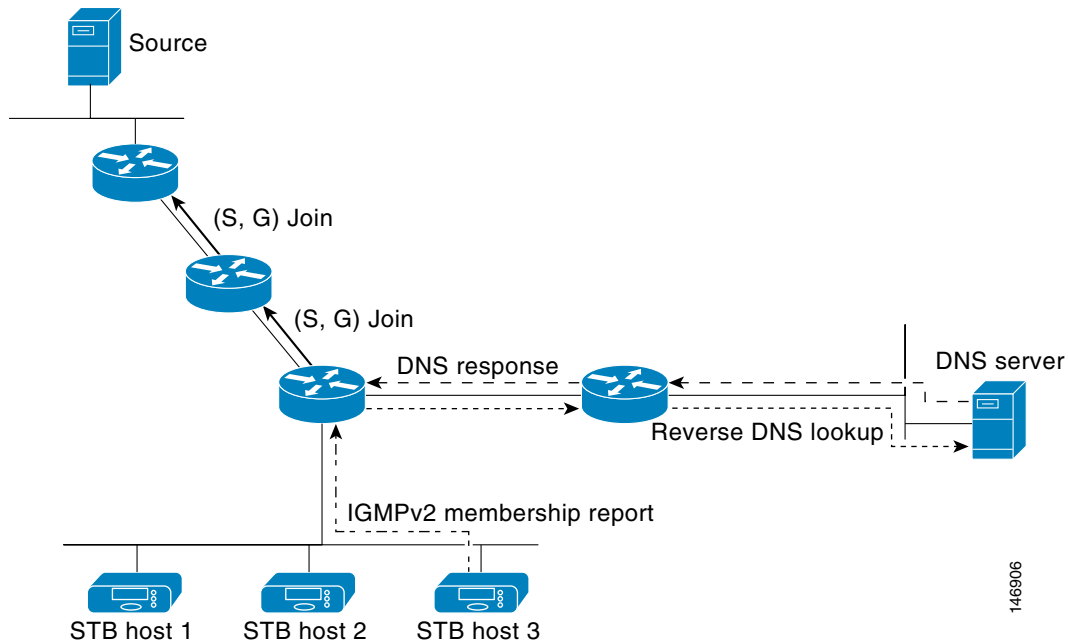 Source
(S, G) Join
(S, G) Join
DNS response
DNS server
Reverse DNS lookup
IGMPv2 membership report
STB host 1
STB host 2
STB host 3
146906